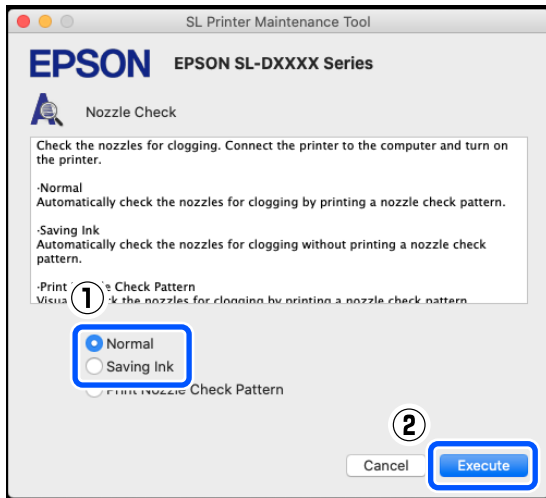 SL Printer Maintenance Tool
EPSON EPSON SL-DXXXX Series
Nozzle Check
Check the nozzles for clogging. Connect the printer to the computer and turn on
the printer.
·Normal
Automatically check the nozzles for clogging by printing a nozzle check pattern.
·Saving Ink
Automatically check the nozzles for clogging without printing a nozzle check
pattern.
·Print Nozzle Check Pattern
the nozzles for clogging by printing a nozzle check pattern
①
Normal
Saving Ink
Print Nozzle Check Pattern
②
Cancel Execute